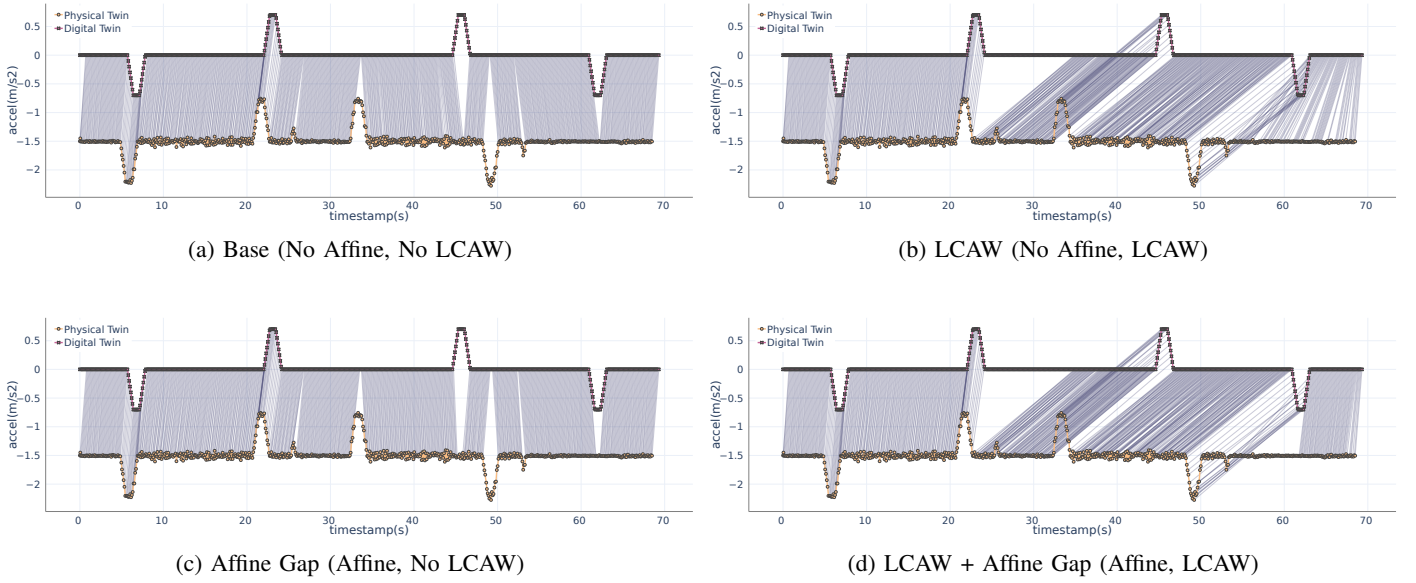 Physical Twin
Digital Twin
accel(m/s2)
0.5
0
−0.5
−1
−1.5
−2
0 10 20 30 40 50 60 70
timestamp(s)
(a) Base (No Affine, No LCAW)
Physical Twin
Digital Twin
accel(m/s2)
0.5
0
−0.5
−1
−1.5
−2
0 10 20 30 40 50 60 70
timestamp(s)
(b) LCAW (No Affine, LCAW)
Physical Twin
Digital Twin
accel(m/s2)
0.5
0
−0.5
−1
−1.5
−2
0 10 20 30 40 50 60 70
timestamp(s)
(c) Affine Gap (Affine, No LCAW)
Physical Twin
Digital Twin
accel(m/s2)
0.5
0
−0.5
−1
−1.5
−2
0 10 20 30 40 50 60 70
timestamp(s)
(d) LCAW + Affine Gap (Affine, LCAW)